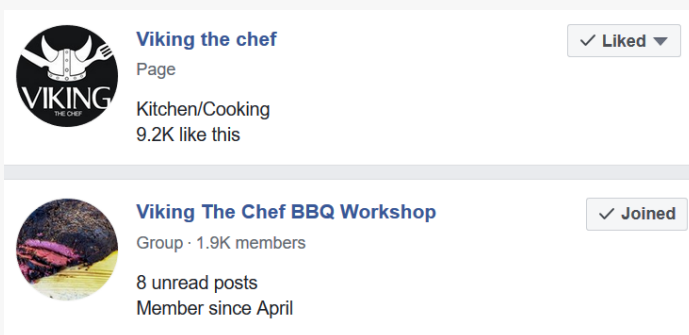 Viking the chef
Liked
Page
VIKING
THE CHEF
Kitchen/Cooking
9.2K like this
Viking The Chef BBQ Workshop
Joined
Group · 1.9K members
8 unread posts
Member since April